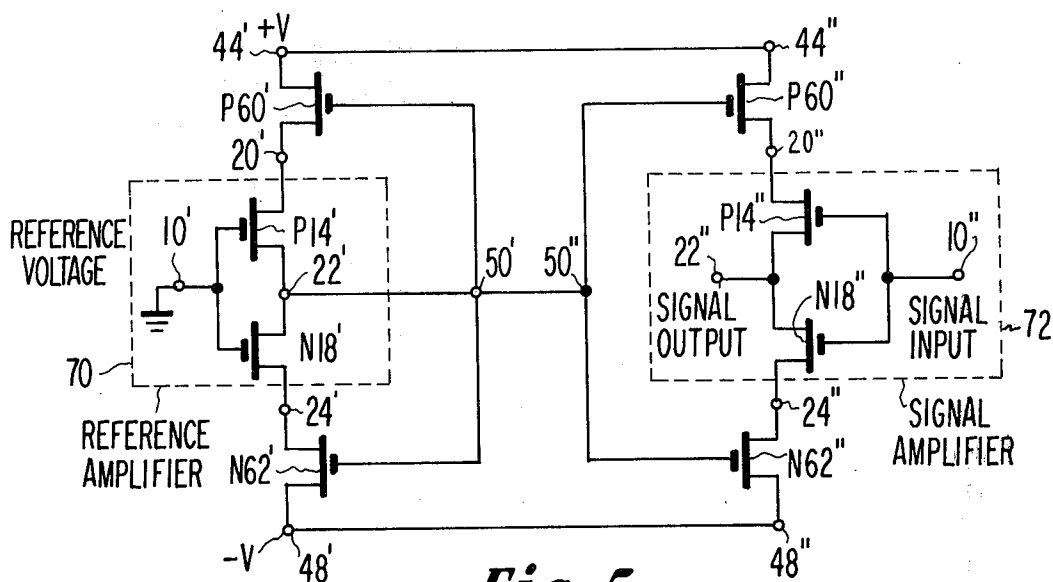 44' +V
44"
P60'
P60"
20'
20"
REFERENCE
VOLTAGE
10'
P14'
22'
50'
50"
P14"
22"
10"
N18'
N18"
SIGNAL
OUTPUT
SIGNAL
INPUT
70
72
24'
24"
REFERENCE
AMPLIFIER
SIGNAL
AMPLIFIER
N62'
N62"
-V
48'
48"
Fig. 5